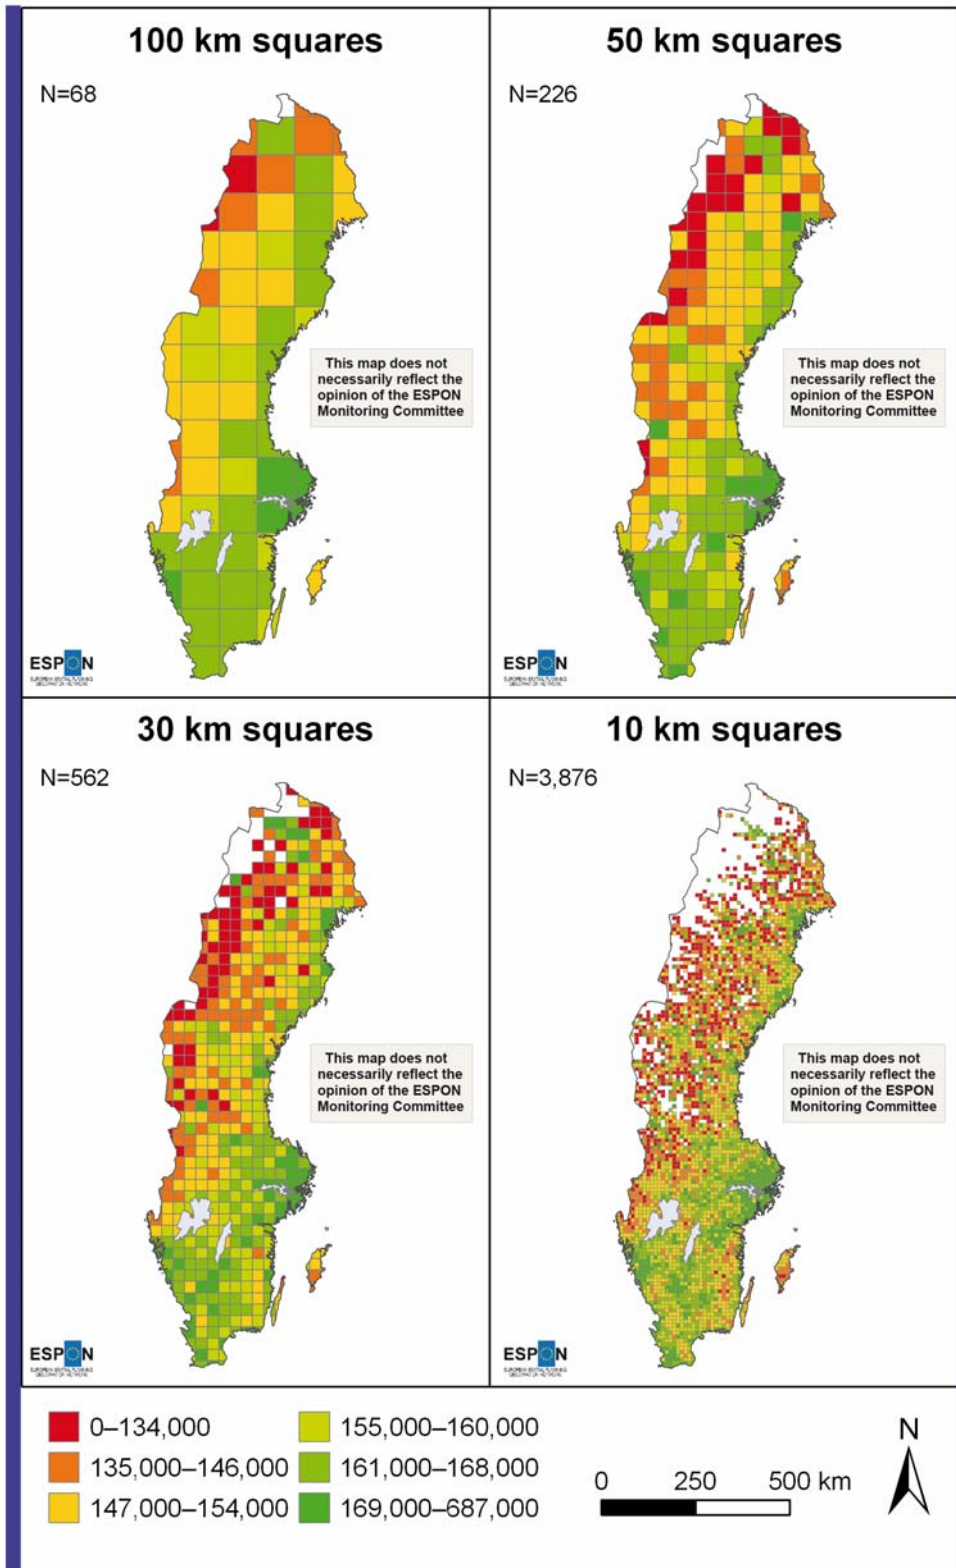 100 km squares
N=68
This map does not
necessarily reflect the
opinion of the ESPON
Monitoring Committee
ESPON
50 km squares
N=226
This map does not
necessarily reflect the
opinion of the ESPON
Monitoring Committee
ESPON
30 km squares
N=562
This map does not
necessarily reflect the
opinion of the ESPON
Monitoring Committee
ESPON
10 km squares
N=3,876
This map does not
necessarily reflect the
opinion of the ESPON
Monitoring Committee
ESPON
0–134,000
135,000–146,000
147,000–154,000
155,000–160,000
161,000–168,000
169,000–687,000
0 250 500 km
N